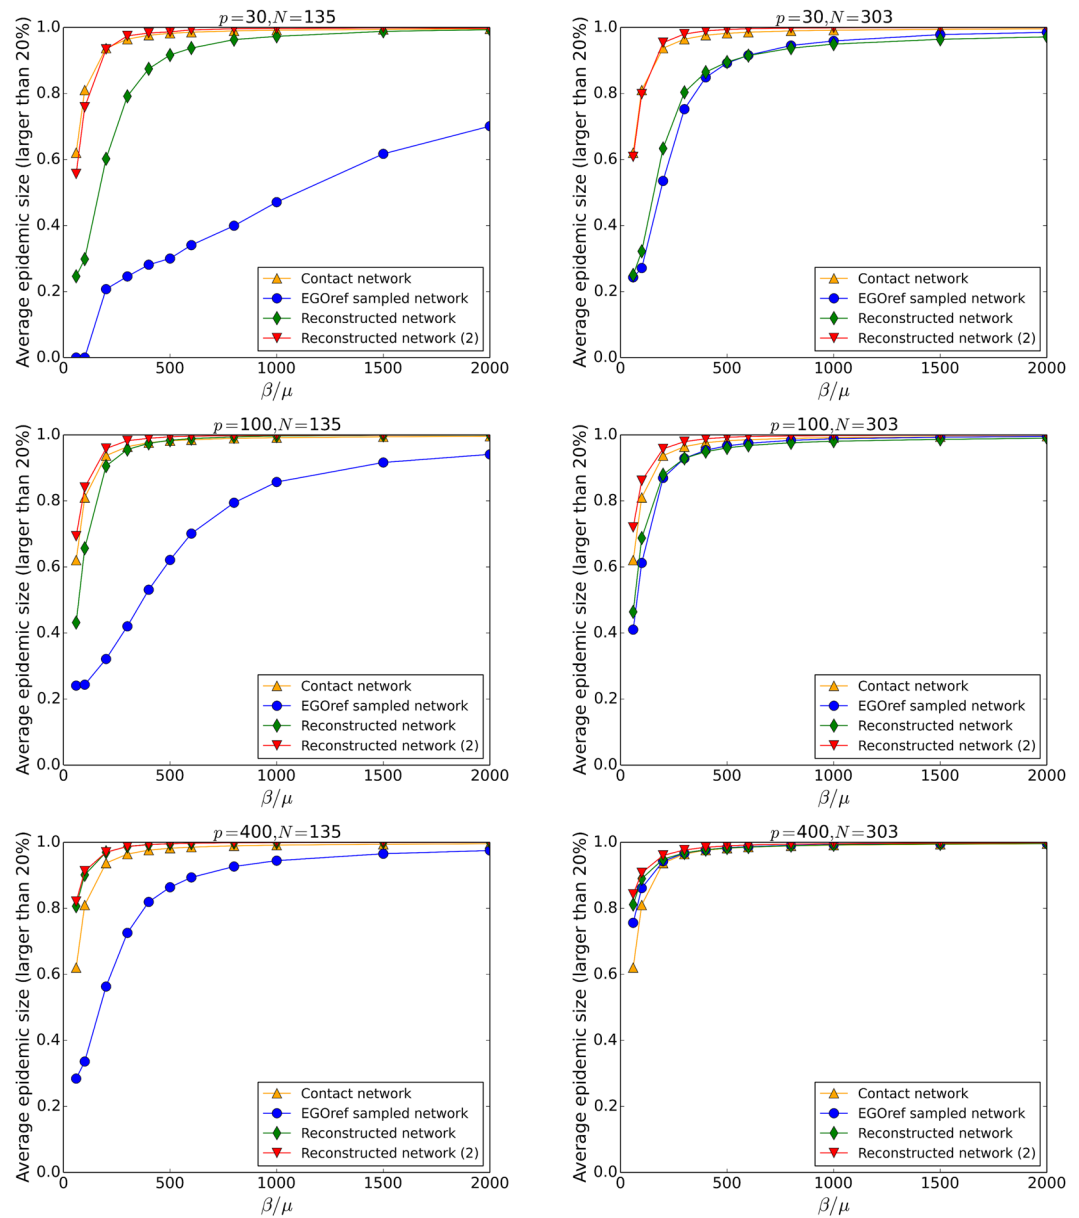 p=30,N=135
Average epidemic size (larger than 20%)
1.0
0.8
0.6
0.4
0.2
0.0
Contact network
EGOref sampled network
Reconstructed network
Reconstructed network (2)
0 500 1000 1500 2000
β/μ
p=30,N=303
Average epidemic size (larger than 20%)
1.0
0.8
0.6
0.4
0.2
0.0
Contact network
EGOref sampled network
Reconstructed network
Reconstructed network (2)
0 500 1000 1500 2000
β/μ
p=100,N=135
Average epidemic size (larger than 20%)
1.0
0.8
0.6
0.4
0.2
0.0
Contact network
EGOref sampled network
Reconstructed network
Reconstructed network (2)
0 500 1000 1500 2000
β/μ
p=100,N=303
Average epidemic size (larger than 20%)
1.0
0.8
0.6
0.4
0.2
0.0
Contact network
EGOref sampled network
Reconstructed network
Reconstructed network (2)
0 500 1000 1500 2000
β/μ
p=400,N=135
Average epidemic size (larger than 20%)
1.0
0.8
0.6
0.4
0.2
0.0
Contact network
EGOref sampled network
Reconstructed network
Reconstructed network (2)
0 500 1000 1500 2000
β/μ
p=400,N=303
Average epidemic size (larger than 20%)
1.0
0.8
0.6
0.4
0.2
0.0
Contact network
EGOref sampled network
Reconstructed network
Reconstructed network (2)
0 500 1000 1500 2000
β/μ